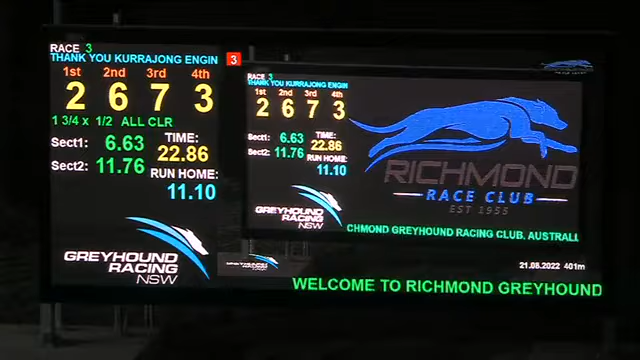 RACE 3
THANK YOU KURRAJONG ENGIN
1st 2nd 3rd 4th
2 6 7 3
1 3/4 x 1/2 ALL CLR
Sect1: 6.63 TIME:
22.86
Sect2: 11.76 RUN HOME:
11.10
GREYHOUND
RACING
NSW
3
RACE 3
THANK YOU KURRAJONG ENGIN
1st 2nd 3rd 4th
2 6 7 3
Sect1: 6.63 TIME:
22.86
Sect2: 11.76 RUN HOME:
11.10
GREYHOUND
RACING
NSW
RICHMOND
RACE CLUB
EST 1955
CHMOND GREYHOUND RACING CLUB. AUSTRALI
21.08.2022 401m
WELCOME TO RICHMOND GREYHOUND